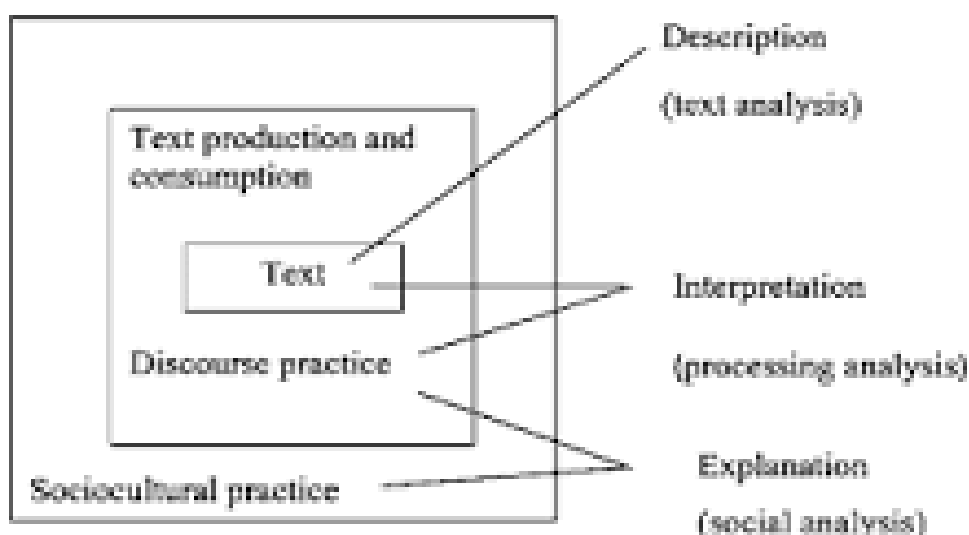 Description
(text analysis)
Text production and
consumption
Text
Interpretation
Discourse practice
(processing analysis)
Explanation
Sociocultural practice
(social analysis)